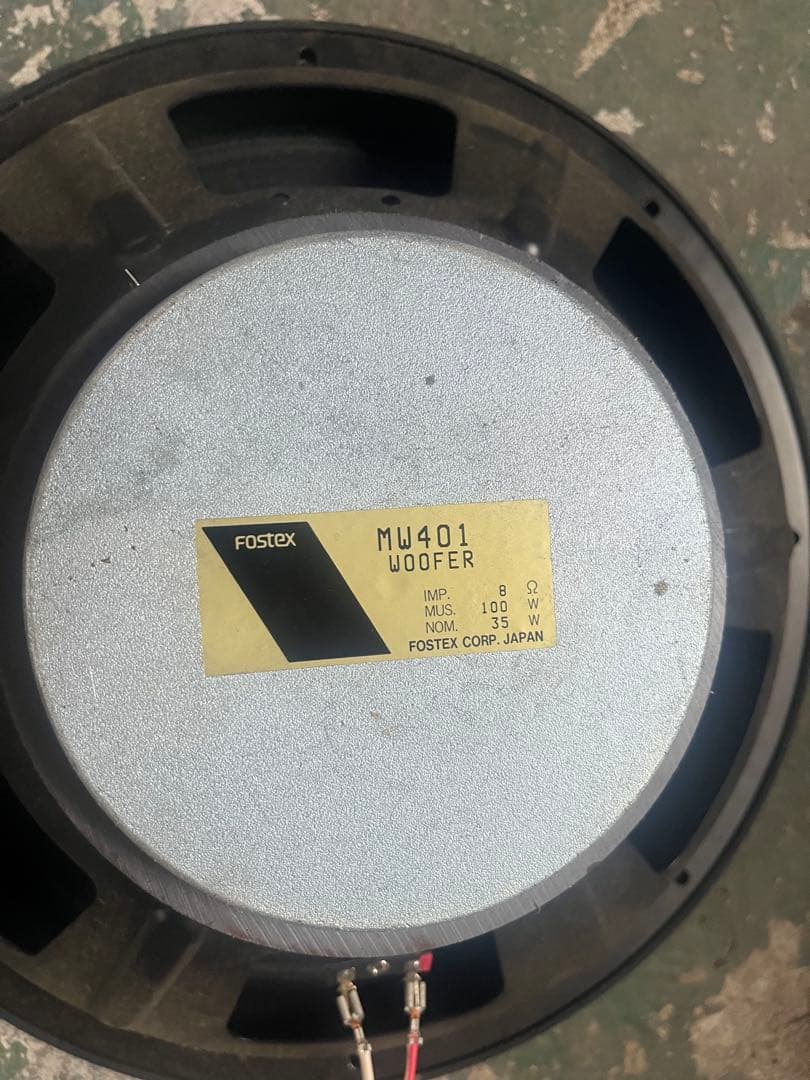 Fostex
MW401
WOOFER
IMP. 8 Ω
MUS. 100 W
NOM. 35 W
FOSTEX CORP. JAPAN